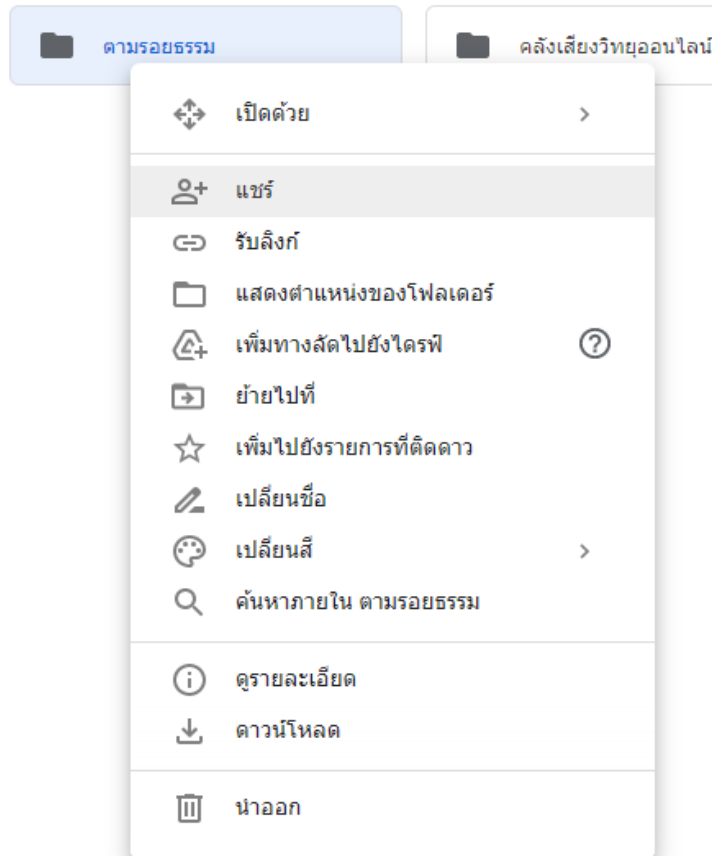 ตามรอยธรรม
คลังเสียงวิทยุออนไลน์
เปิดด้วย
แชร์
รับลิงก์
แสดงตำแหน่งของโฟลเดอร์
เพิ่มทางลัดไปยังไดรฟ์
ย้ายไปที่
เพิ่มไปยังรายการที่ติดดาว
เปลี่ยนชื่อ
เปลี่ยนสี
ค้นหาภายใน ตามรอยธรรม
ดูรายละเอียด
ดาวน์โหลด
นำออก